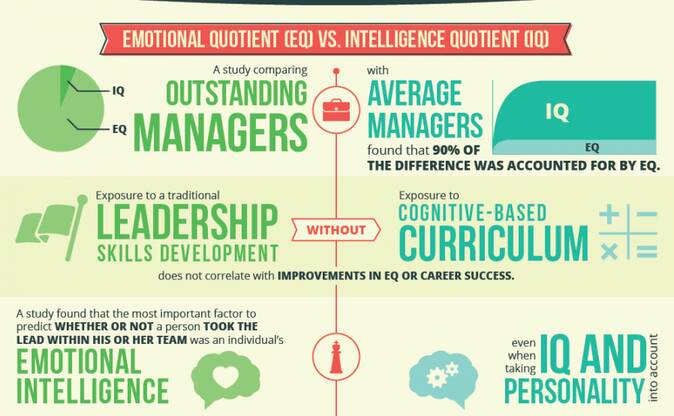 EMOTIONAL QUOTIENT (EQ) VS. INTELLIGENCE QUOTIENT (IQ)
IQ
EQ
A study comparing
OUTSTANDING
MANAGERS
with
AVERAGE
MANAGERS
found that 90% OF
THE DIFFERENCE WAS ACCOUNTED FOR BY EQ.
IQ
EQ
Exposure to a traditional
LEADERSHIP
SKILLS DEVELOPMENT
WITHOUT
Exposure to
COGNITIVE-BASED
CURRICULUM
does not correlate with IMPROVEMENTS IN EQ OR CAREER SUCCESS.
A study found that the most important factor to
predict WHETHER OR NOT a person TOOK THE
LEAD WITHIN HIS OR HER TEAM was an individual's
EMOTIONAL
INTELLIGENCE
even
when
taking
IQ AND
PERSONALITY
into account